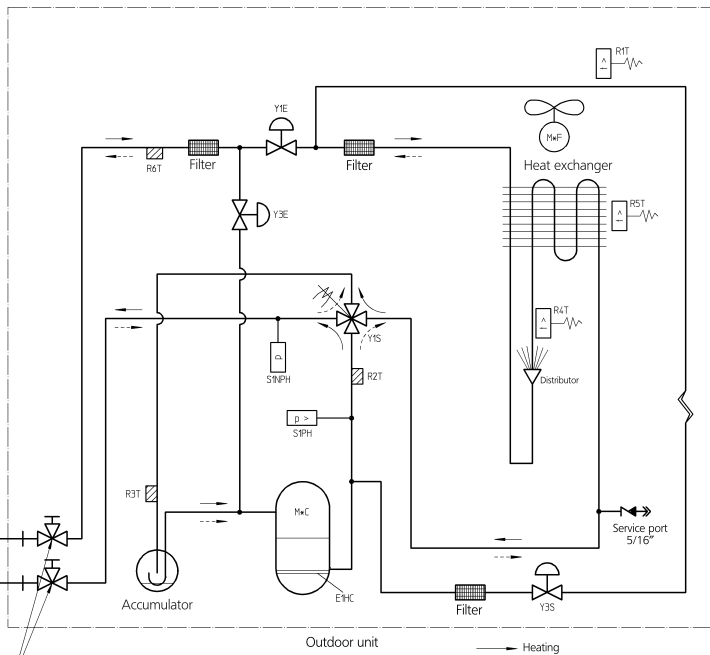 R1T
t >
Y1E
M*F
Heat exchanger
R6T
Filter
Filter
R5T
t >
Y3E
R4T
t >
Y1S
p
S1NPH
R2T
Distributor
p >
S1PH
R3T
M*C
Service port
5/16"
E1HC
Accumulator
Filter
Y3S
Outdoor unit
Heating